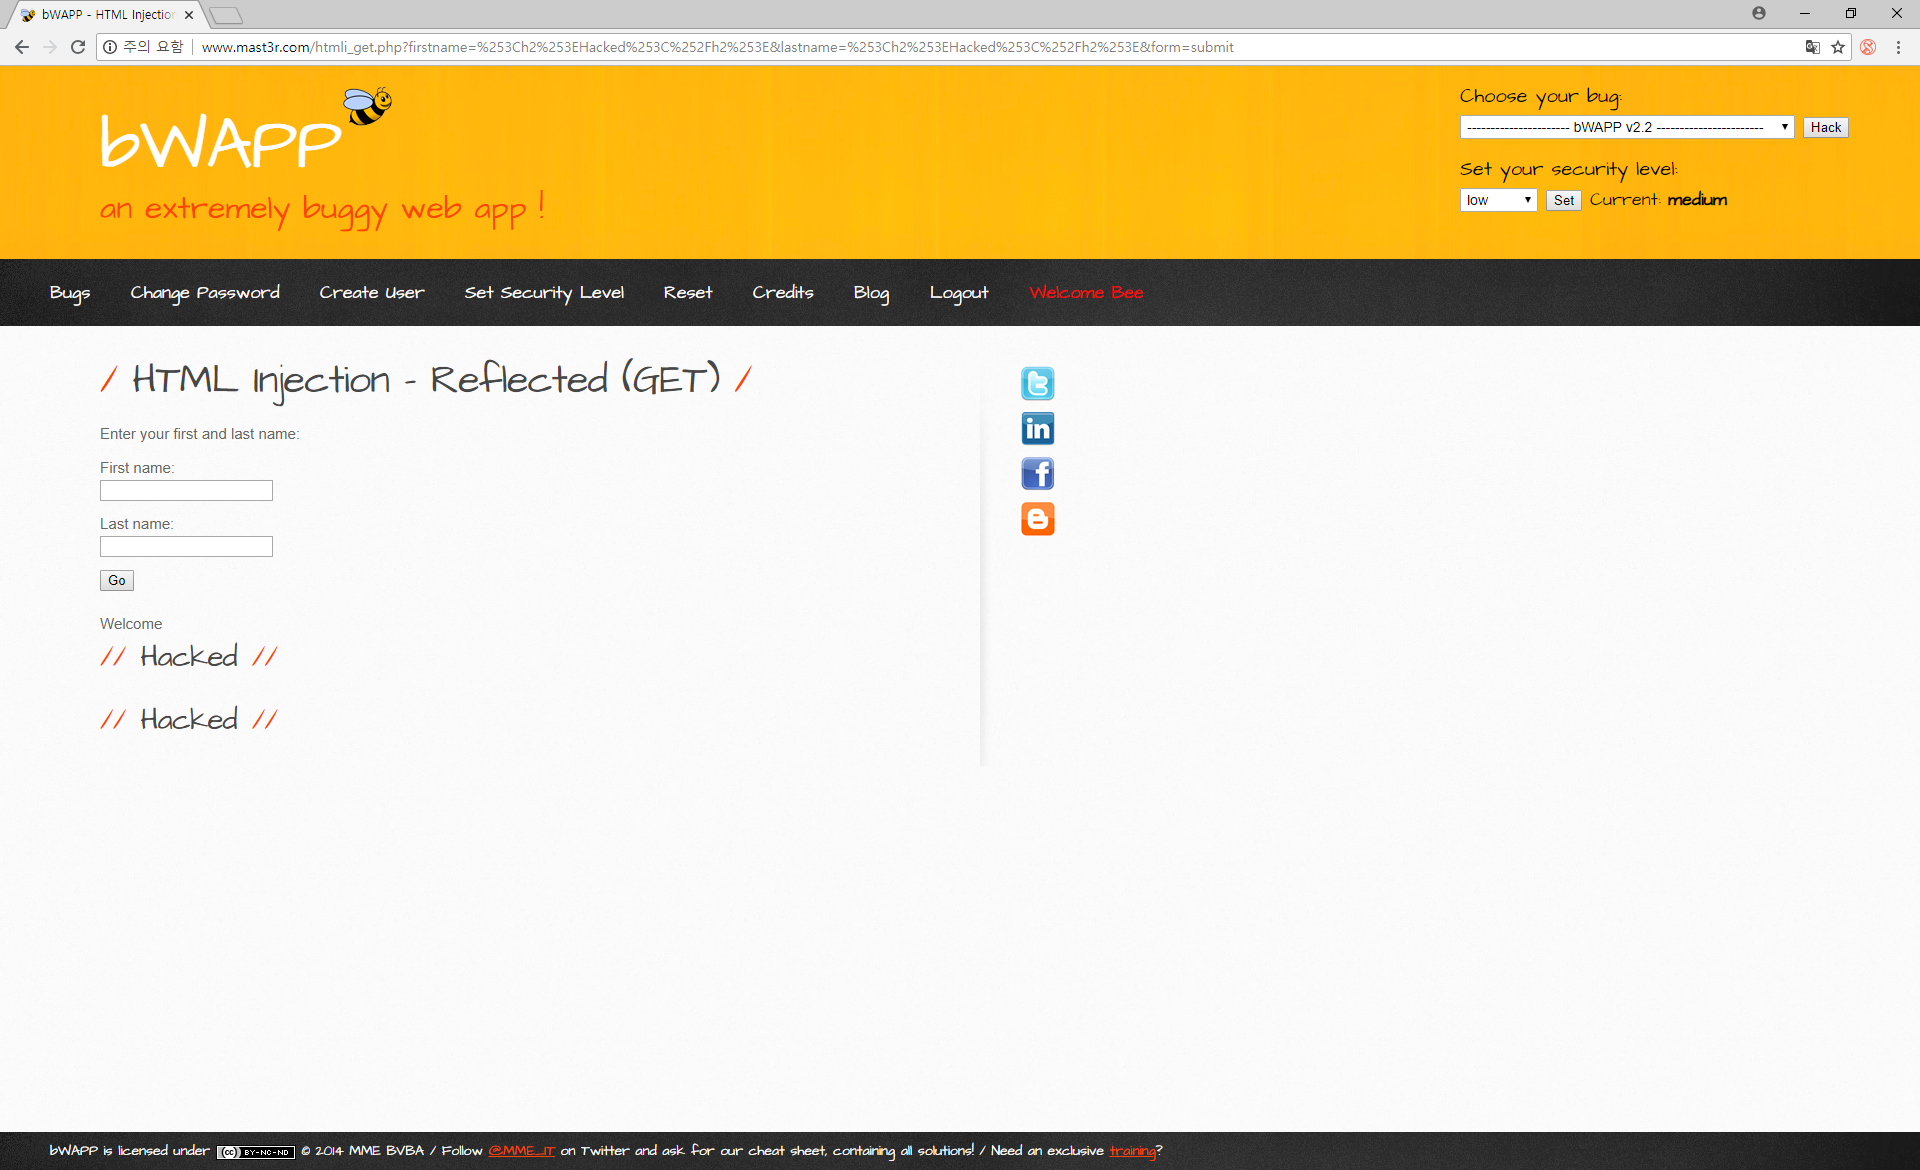 bWAPP - HTML Injection
주의 요함 www.mast3r.com/htmli_get.php?firstname=%253Ch2%253EHacked%253C%252Fh2%253E&lastname=%253Ch2%253EHacked%253C%252Fh2%253E&form=submit
bWAPP
an extremely buggy web app !
Choose your bug:
---------------------- bWAPP v2.2 ----------------------- Hack
Set your security level:
low Set Current: medium
Bugs Change Password Create User Set Security Level Reset Credits Blog Logout Welcome Bee
/ HTML Injection - Reflected (GET) /
Enter your first and last name:
First name:
Last name:
Go
Welcome
// Hacked //
// Hacked //
bWAPP is licensed under (cc) BY-NC-ND © 2014 MME BVBA / Follow @MME_IT on Twitter and ask for our cheat sheet, containing all solutions! / Need an exclusive training?